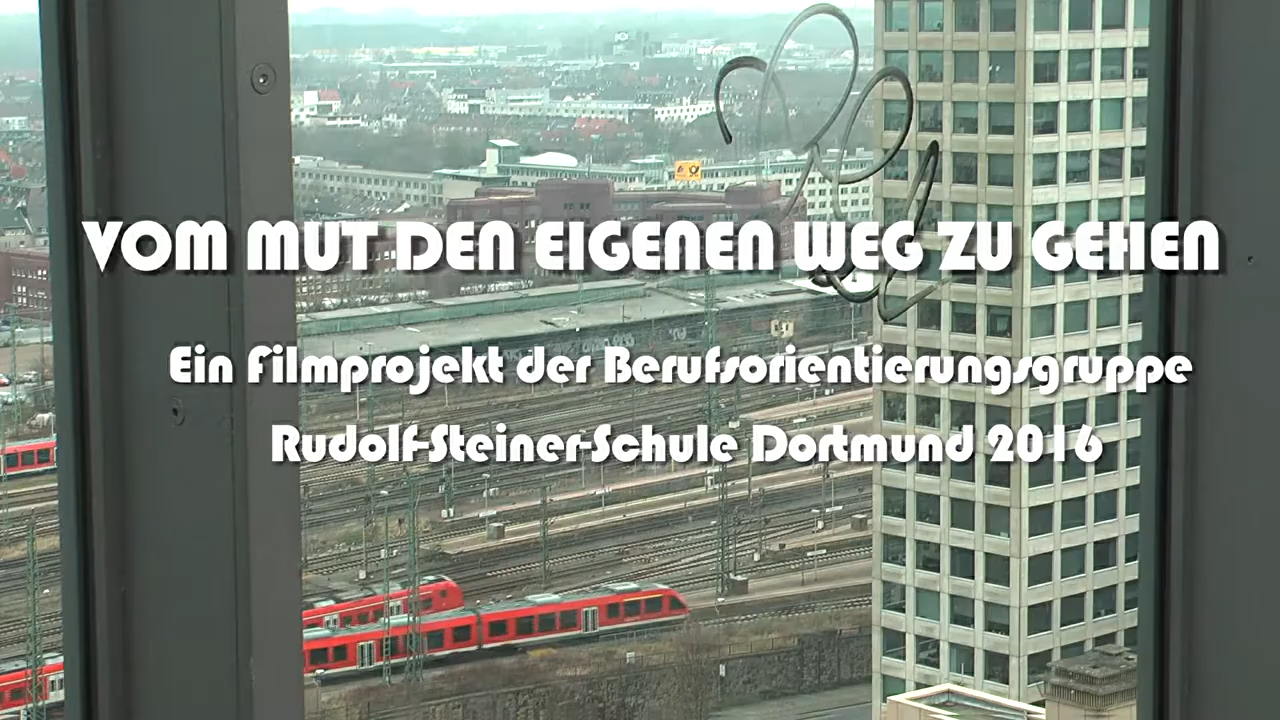 VOM MUT DEN EIGENEN WEG ZU GEHEN
Ein Filmprojekt der Berufsorientierungsgruppe
Rudolf-Steiner-Schule Dortmund 2016